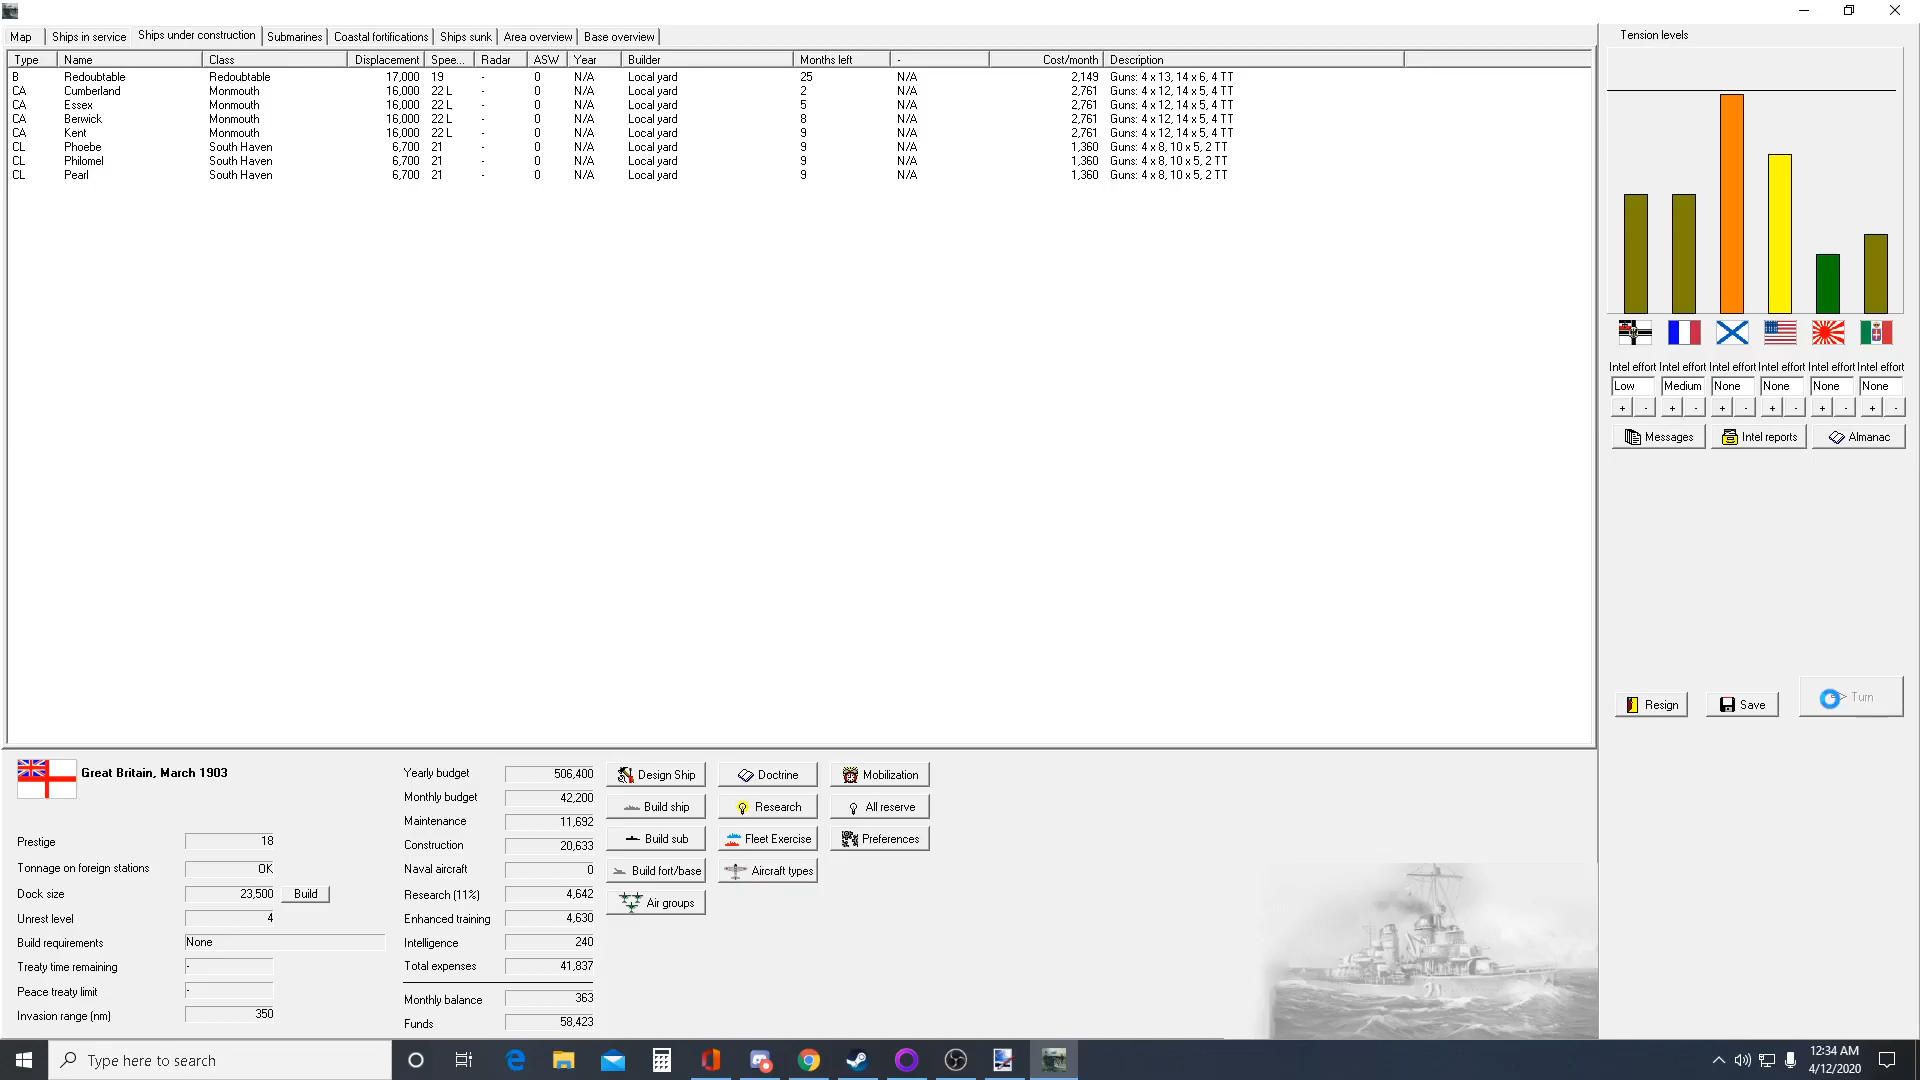 Map Ships in service Ships under construction Submarines Coastal fortifications Ships sunk Area overview Base overview
Type Name Class Displacement Spee... Radar ASW Year Builder Months left - Cost/month Description
B Redoubtable Redoubtable 17,000 19 - 0 N/A Local yard 25 N/A 2,149 Guns: 4 x 13, 14 x 6, 4 TT
CA Cumberland Monmouth 16,000 22 L - 0 N/A Local yard 2 N/A 2,761 Guns: 4 x 12, 14 x 5, 4 TT
CA Essex Monmouth 16,000 22 L - 0 N/A Local yard 5 N/A 2,761 Guns: 4 x 12, 14 x 5, 4 TT
CA Berwick Monmouth 16,000 22 L - 0 N/A Local yard 8 N/A 2,761 Guns: 4 x 12, 14 x 5, 4 TT
CA Kent Monmouth 16,000 22 L - 0 N/A Local yard 9 N/A 2,761 Guns: 4 x 12, 14 x 5, 4 TT
CL Phoebe South Haven 6,700 21 - 0 N/A Local yard 9 N/A 1,360 Guns: 4 x 8, 10 x 5, 2 TT
CL Philomel South Haven 6,700 21 - 0 N/A Local yard 9 N/A 1,360 Guns: 4 x 8, 10 x 5, 2 TT
CL Pearl South Haven 6,700 21 - 0 N/A Local yard 9 N/A 1,360 Guns: 4 x 8, 10 x 5, 2 TT
Tension levels
Intel effort Intel effort Intel effort Intel effort Intel effort Intel effort
Low Medium None None None None
+ - + - + - + - + - + -
Messages Intel reports Almanac
Resign Save Turn
Great Britain, March 1903
Prestige 18
Tonnage on foreign stations OK
Dock size 23,500 Build
Unrest level 4
Build requirements None
Treaty time remaining -
Peace treaty limit -
Invasion range (nm) 350
Yearly budget 506,400
Monthly budget 42,200
Maintenance 11,692
Construction 20,633
Naval aircraft 0
Research (11%) 4,642
Enhanced training 4,630
Intelligence 240
Total expenses 41,837
Monthly balance 363
Funds 58,423
Design Ship Doctrine Mobilization
Build ship Research All reserve
Build sub Fleet Exercise Preferences
Build fort/base Aircraft types
Air groups
Type here to search
12:34 AM
4/12/2020